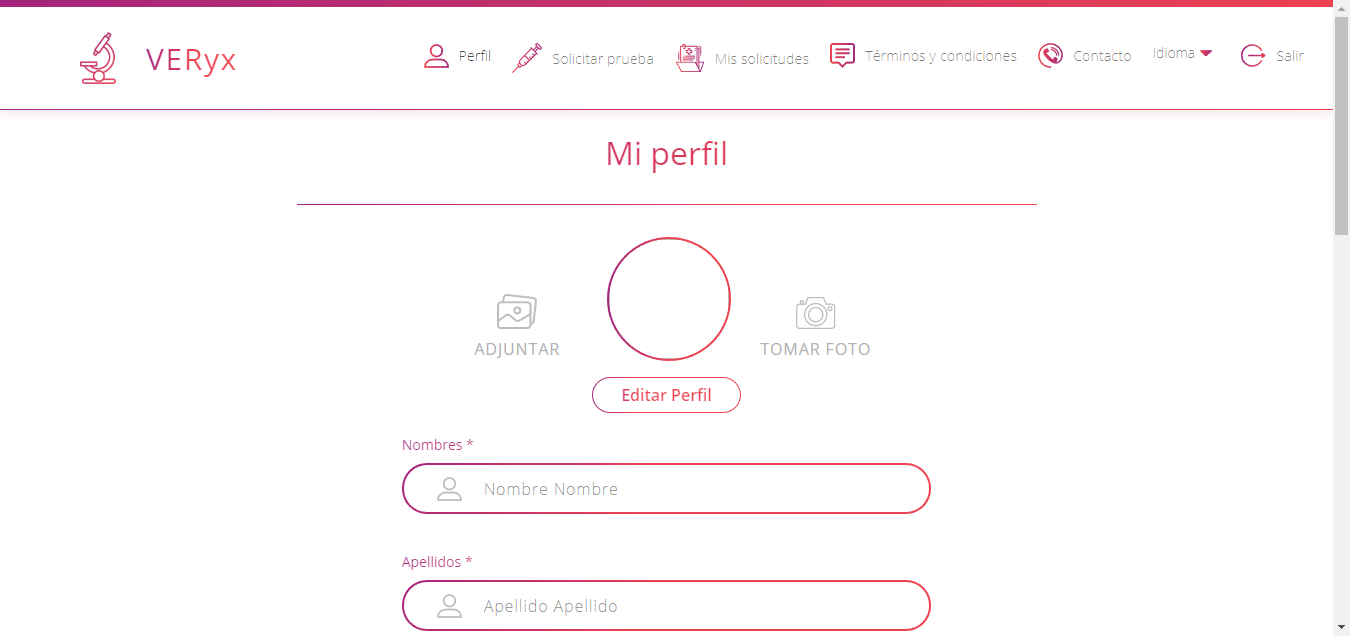 VERyx
Perfil
Solicitar prueba
Mis solicitudes
Términos y condiciones
Contacto
Idioma
Salir
Mi perfil
ADJUNTAR
TOMAR FOTO
Editar Perfil
Nombres *
Nombre Nombre
Apellidos *
Apellido Apellido